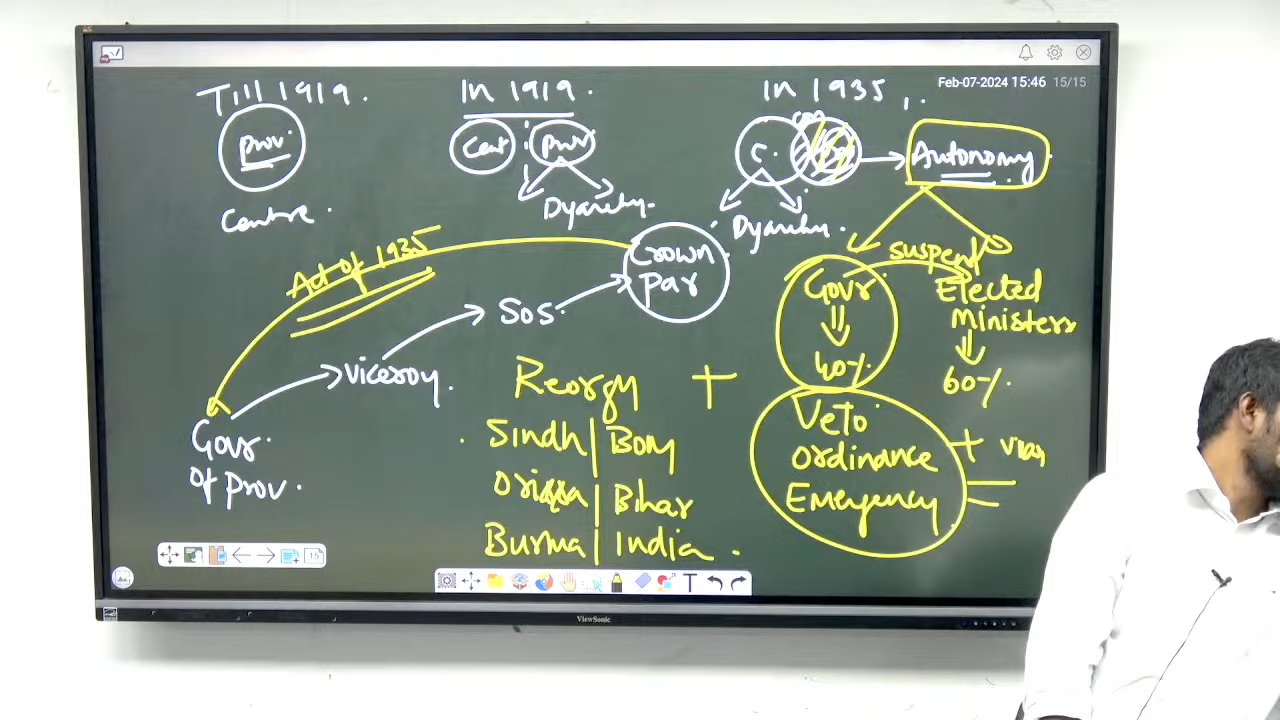 Feb-07-2024 15:46 15/15
Till 1919.
In 1919.
In 1935,.
Prov.
Cent
Prov
C.
Autonomy
Centre.
Dyarchy.
Dyarchy.
Act of 1935
Crown
Par
suspend
Govr
40%
Elected
Ministers
60%.
SOS.
Viceroy.
Govr.
of Prov.
Reorgn +
Sindh | Bom
Orissa | Bihar
Burma | India.
Veto
Ordinance
Emergency
+
15
T
ViewSonic